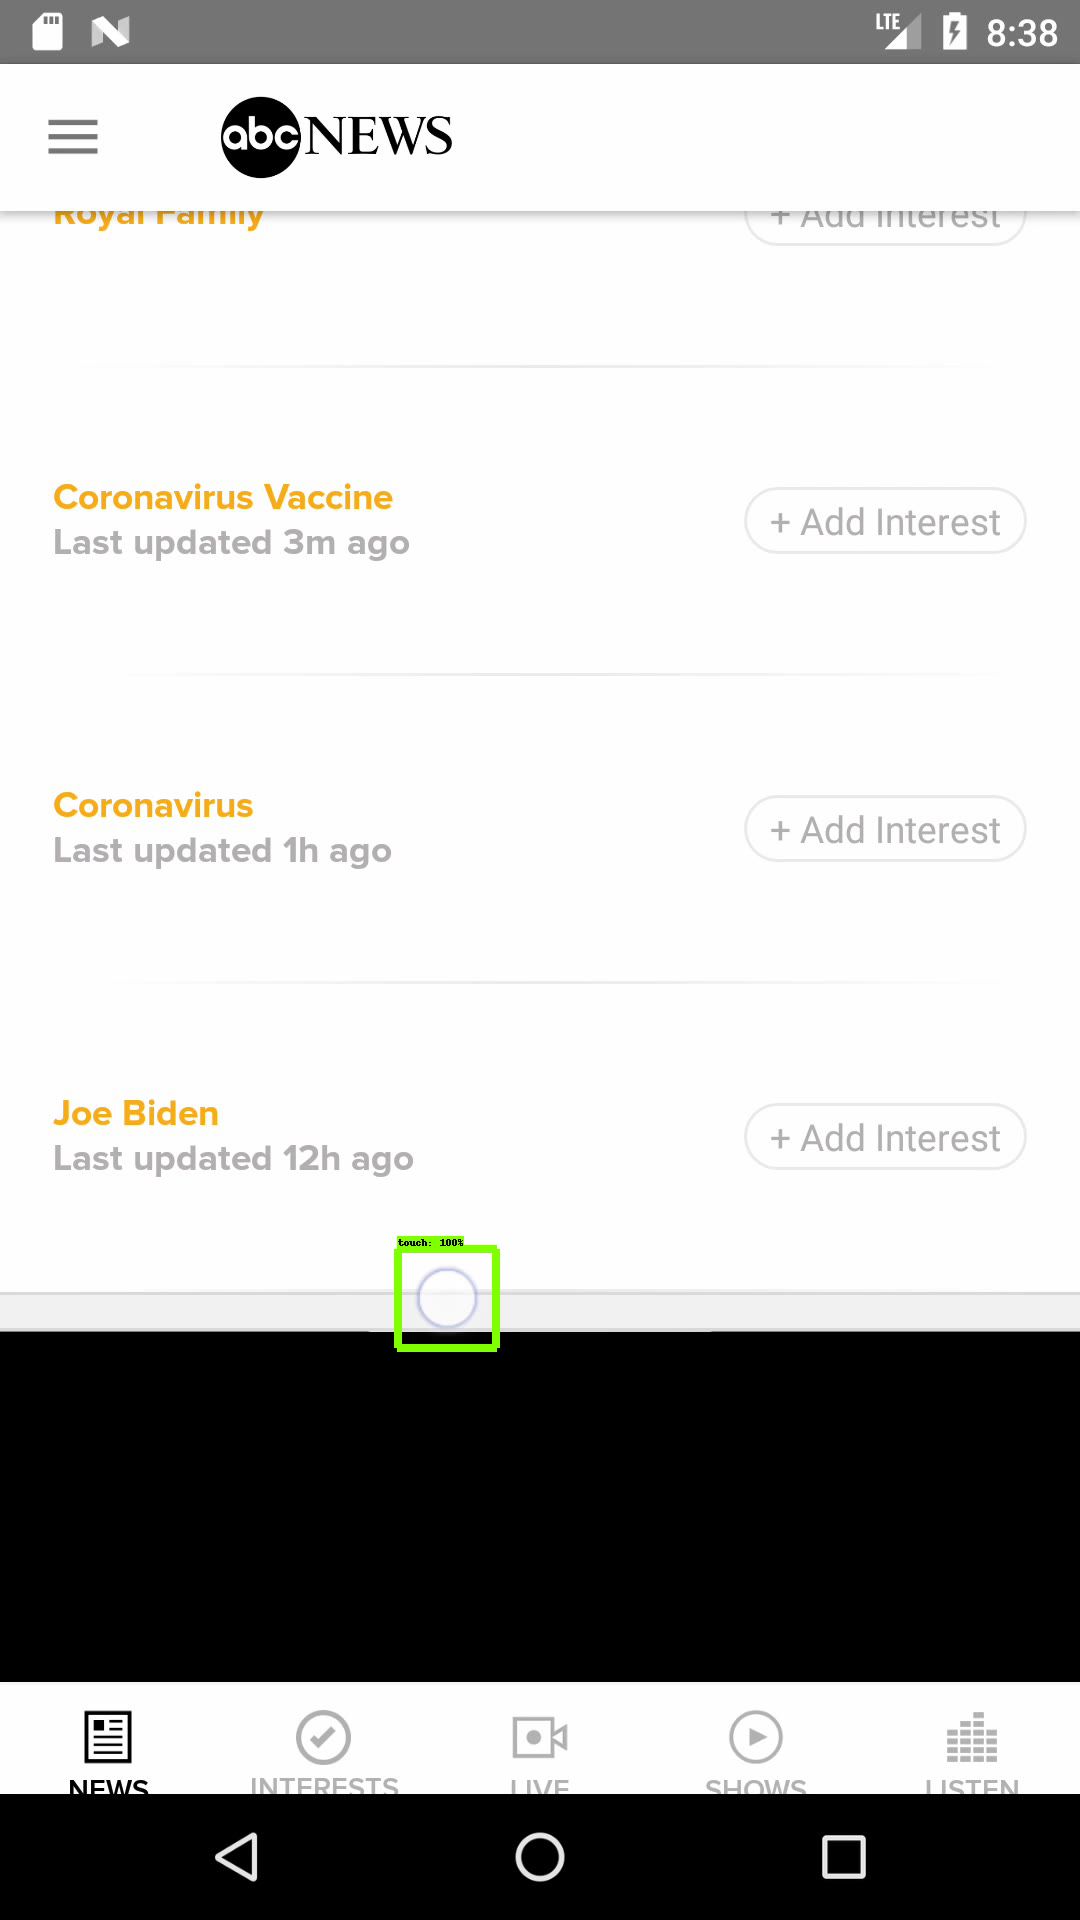 LTE 8:38
abc NEWS
Royal Family
+ Add Interest
Coronavirus Vaccine
Last updated 3m ago
+ Add Interest
Coronavirus
Last updated 1h ago
+ Add Interest
Joe Biden
Last updated 12h ago
+ Add Interest
touch: 100%
NEWS INTERESTS LIVE SHOWS LISTEN